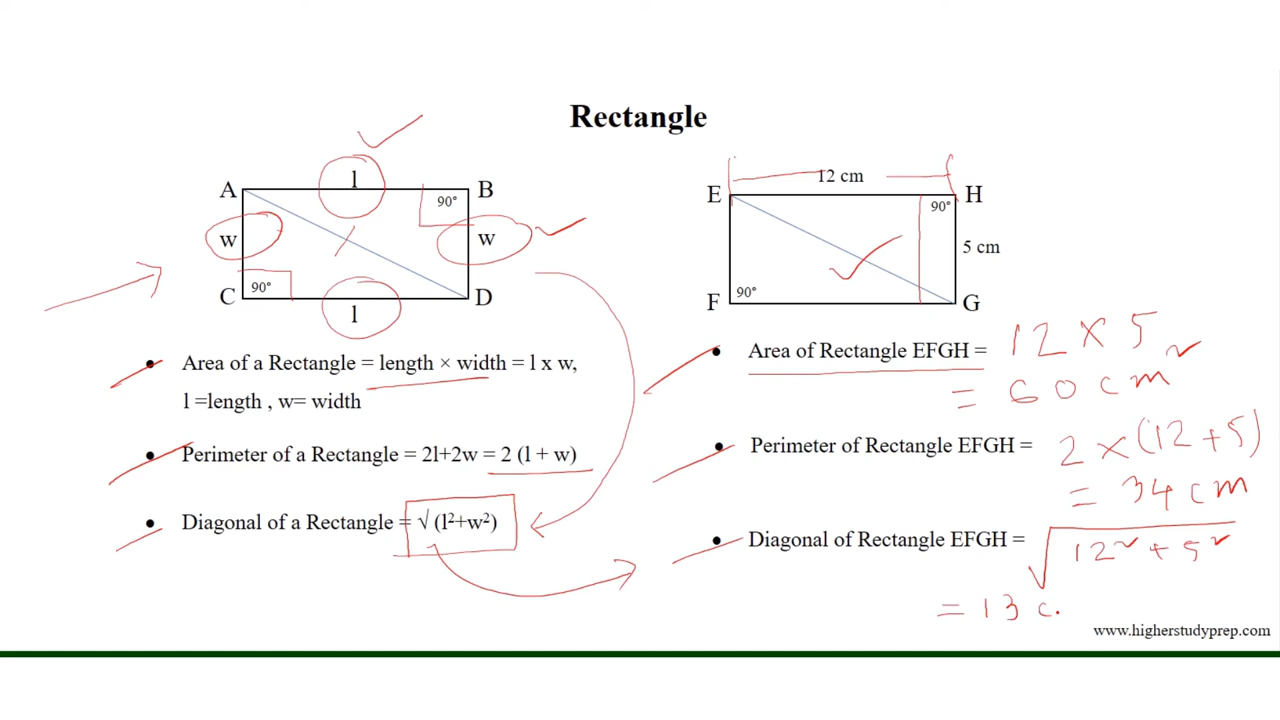 Rectangle
A l B
90°
w w
C 90° D
l
12 cm
E H
90°
5 cm
F 90° G
• Area of a Rectangle = length × width = l x w,
l =length , w= width
• Perimeter of a Rectangle = 2l+2w = 2 (l + w)
• Diagonal of a Rectangle = √ (l²+w²)
• Area of Rectangle EFGH = 12 × 5
= 60 cm²
• Perimeter of Rectangle EFGH = 2 × (12 + 5)
= 34 cm
• Diagonal of Rectangle EFGH = √12² + 5²
= 13 c.
www.higherstudyprep.com